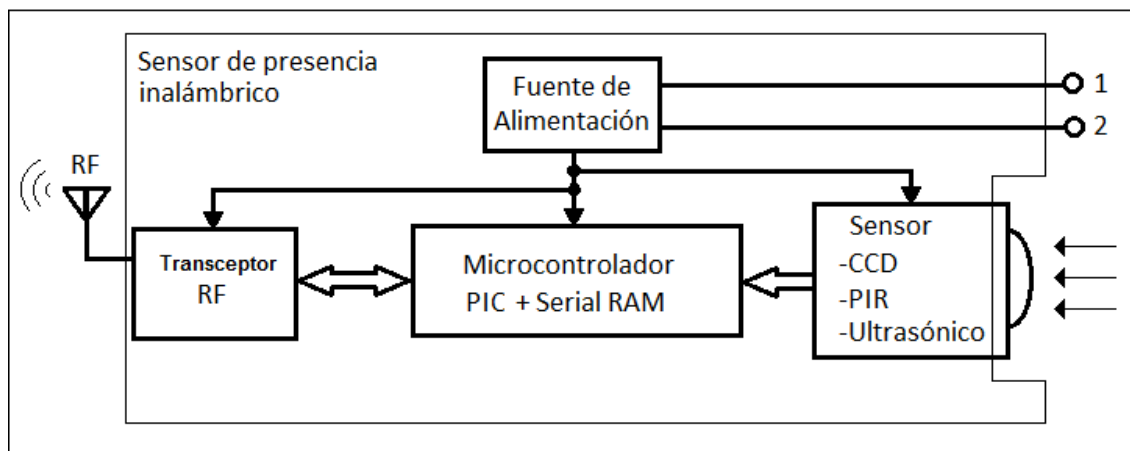 Sensor de presencia
inalámbrico
Fuente de
Alimentación
1
2
RF
Transceptor
RF
Microcontrolador
PIC + Serial RAM
Sensor
-CCD
-PIR
-Ultrasónico